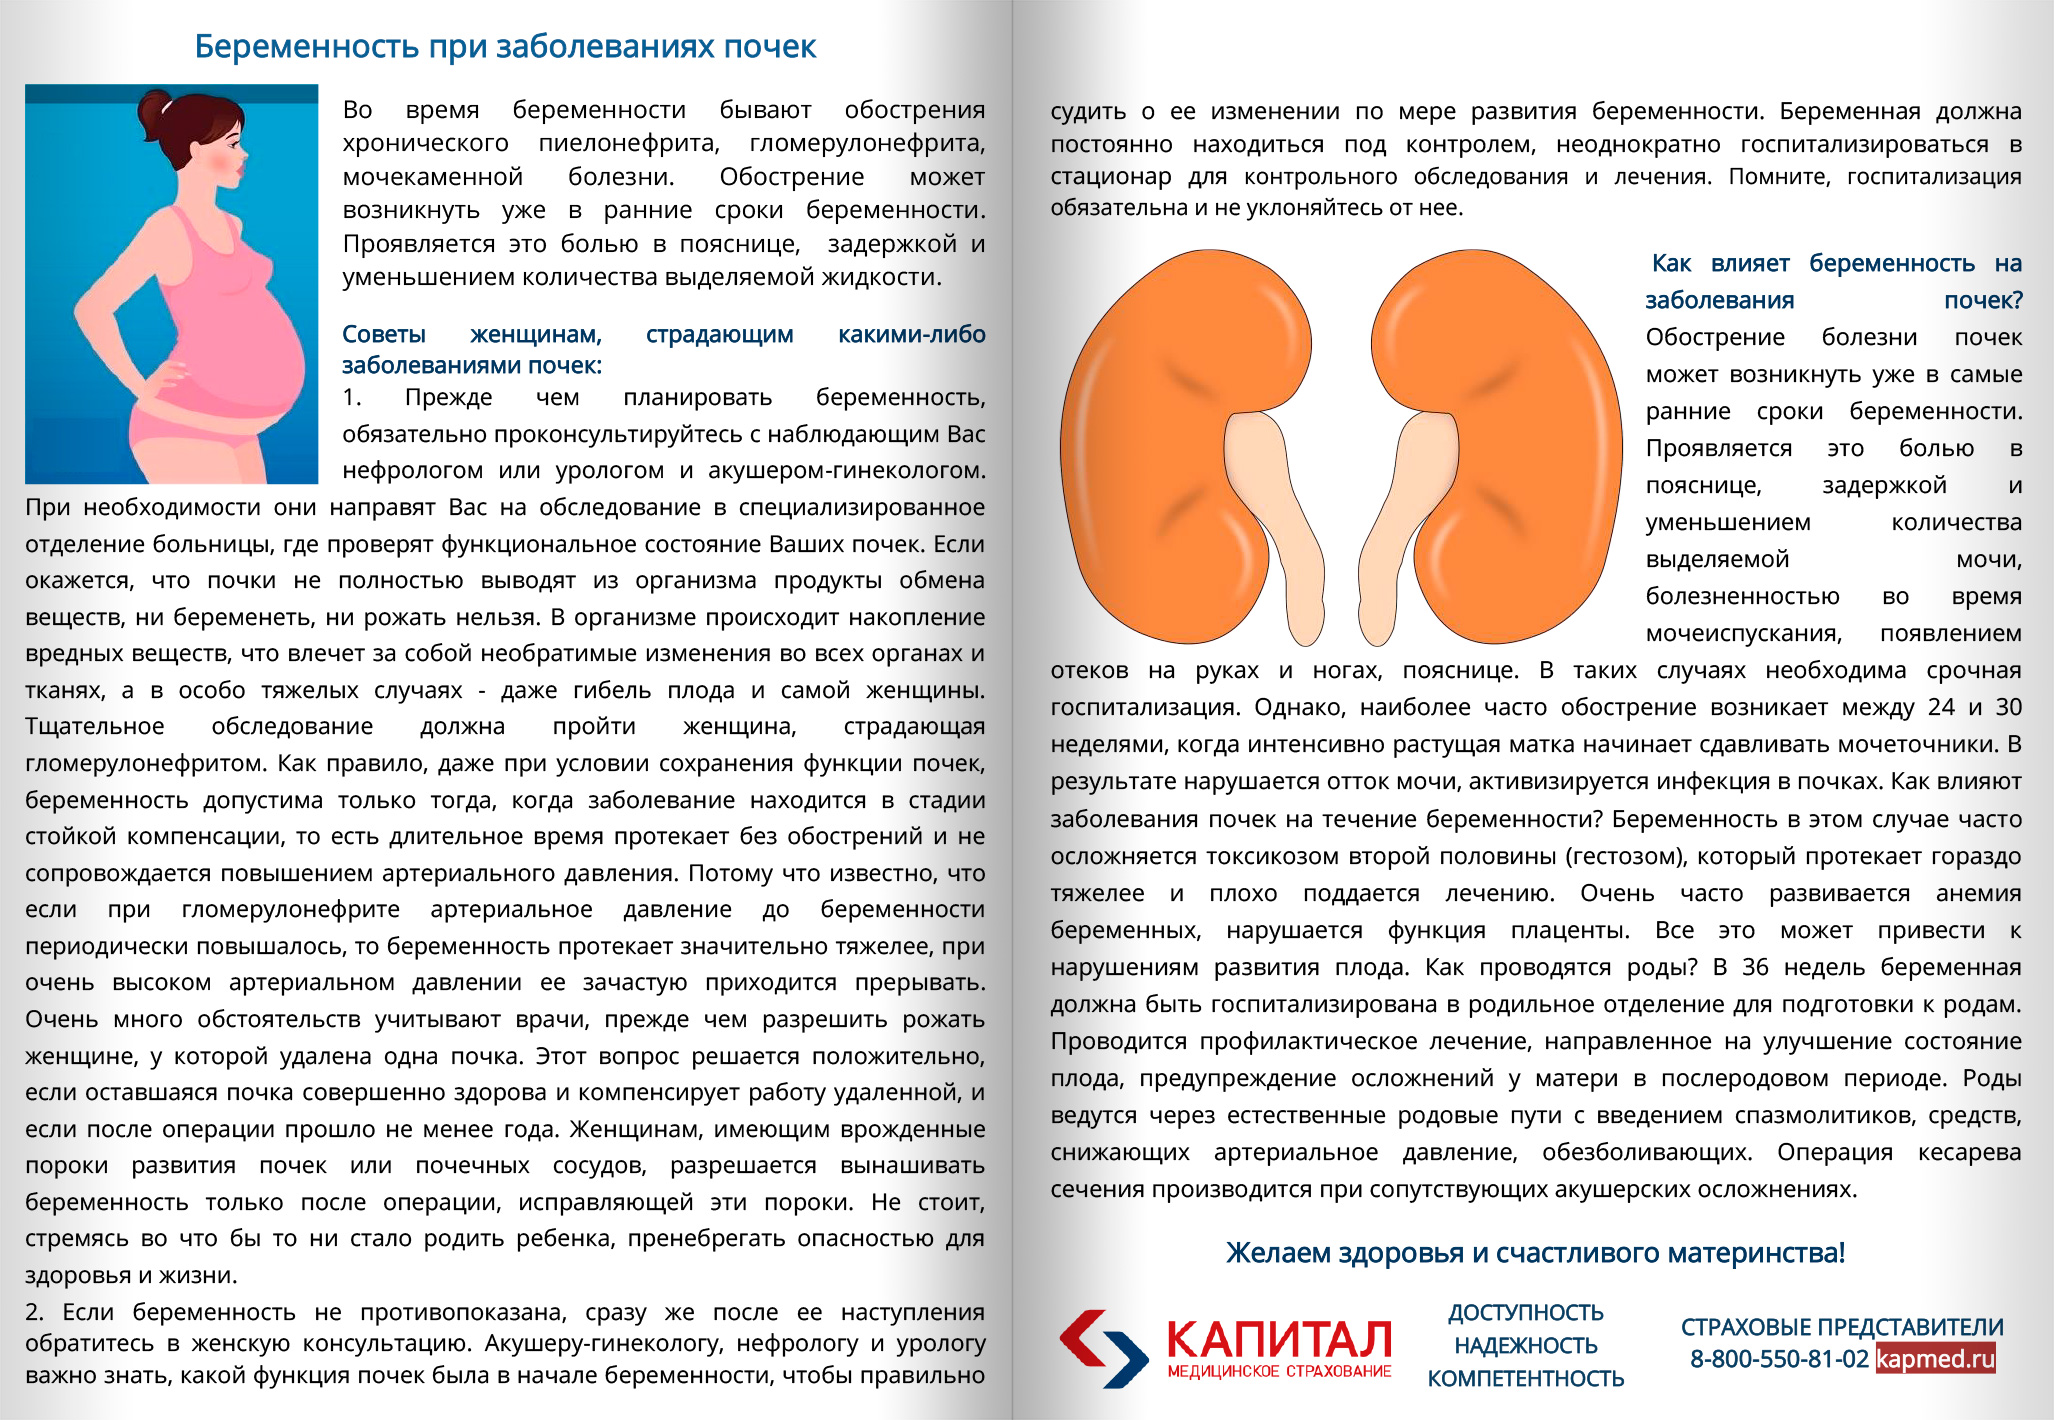 Беременность при заболеваниях почек
Во время беременности бывают обострения
хронического пиелонефрита, гломерулонефрита,
мочекаменной болезни. Обострение может
возникнуть уже в ранние сроки беременности.
Проявляется это болью в пояснице, задержкой и
уменьшением количества выделяемой жидкости.
Советы женщинам, страдающим какими-либо
заболеваниями почек:
1. Прежде чем планировать беременность,
обязательно проконсультируйтесь с наблюдающим Вас
нефрологом или урологом и акушером-гинекологом.
При необходимости они направят Вас на обследование в специализированное
отделение больницы, где проверят функциональное состояние Ваших почек. Если
окажется, что почки не полностью выводят из организма продукты обмена
веществ, ни беременеть, ни рожать нельзя. В организме происходит накопление
вредных веществ, что влечет за собой необратимые изменения во всех органах и
тканях, а в особо тяжелых случаях - даже гибель плода и самой женщины.
Тщательное обследование должна пройти женщина, страдающая
гломерулонефритом. Как правило, даже при условии сохранения функции почек,
беременность допустима только тогда, когда заболевание находится в стадии
стойкой компенсации, то есть длительное время протекает без обострений и не
сопровождается повышением артериального давления. Потому что известно, что
если при гломерулонефрите артериальное давление до беременности
периодически повышалось, то беременность протекает значительно тяжелее, при
очень высоком артериальном давлении ее зачастую приходится прерывать.
Очень много обстоятельств учитывают врачи, прежде чем разрешить рожать
женщине, у которой удалена одна почка. Этот вопрос решается положительно,
если оставшаяся почка совершенно здорова и компенсирует работу удаленной, и
если после операции прошло не менее года. Женщинам, имеющим врожденные
пороки развития почек или почечных сосудов, разрешается вынашивать
беременность только после операции, исправляющей эти пороки. Не стоит,
стремясь во что бы то ни стало родить ребенка, пренебрегать опасностью для
здоровья и жизни.
2. Если беременность не противопоказана, сразу же после ее наступления
обратитесь в женскую консультацию. Акушеру-гинекологу, нефрологу и урологу
важно знать, какой функция почек была в начале беременности, чтобы правильно
судить о ее изменении по мере развития беременности. Беременная должна
постоянно находиться под контролем, неоднократно госпитализироваться в
стационар для контрольного обследования и лечения. Помните, госпитализация
обязательна и не уклоняйтесь от нее.
Как влияет беременность на
заболевания почек?
Обострение болезни почек
может возникнуть уже в самые
ранние сроки беременности.
Проявляется это болью в
пояснице, задержкой и
уменьшением количества
выделяемой мочи,
болезненностью во время
мочеиспускания, появлением
отеков на руках и ногах, пояснице. В таких случаях необходима срочная
госпитализация. Однако, наиболее часто обострение возникает между 24 и 30
неделями, когда интенсивно растущая матка начинает сдавливать мочеточники. В
результате нарушается отток мочи, активизируется инфекция в почках. Как влияют
заболевания почек на течение беременности? Беременность в этом случае часто
осложняется токсикозом второй половины (гестозом), который протекает гораздо
тяжелее и плохо поддается лечению. Очень часто развивается анемия
беременных, нарушается функция плаценты. Все это может привести к
нарушениям развития плода. Как проводятся роды? В 36 недель беременная
должна быть госпитализирована в родильное отделение для подготовки к родам.
Проводится профилактическое лечение, направленное на улучшение состояние
плода, предупреждение осложнений у матери в послеродовом периоде. Роды
ведутся через естественные родовые пути с введением спазмолитиков, средств,
снижающих артериальное давление, обезболивающих. Операция кесарева
сечения производится при сопутствующих акушерских осложнениях.
Желаем здоровья и счастливого материнства!
КАПИТАЛ
МЕДИЦИНСКОЕ СТРАХОВАНИЕ
ДОСТУПНОСТЬ
НАДЕЖНОСТЬ
КОМПЕТЕНТНОСТЬ
СТРАХОВЫЕ ПРЕДСТАВИТЕЛИ
8-800-550-81-02 kapmed.ru